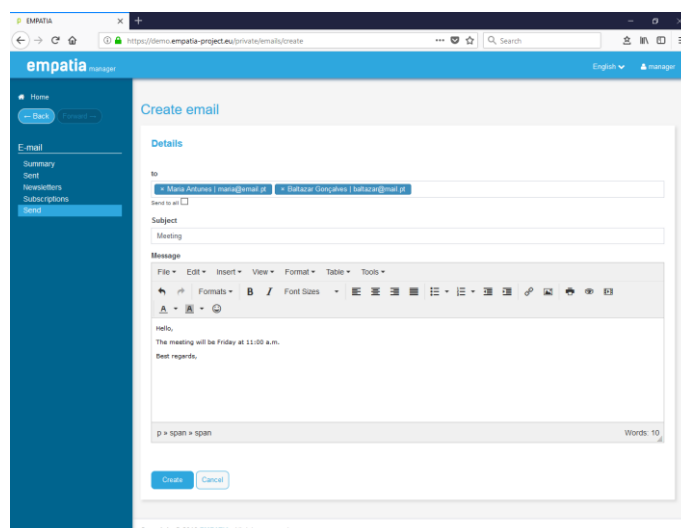 EMPATIA
https://demo.empatia-project.eu/private/emails/create
Search
empatia manager
English
manager
Home
← Back
Forward →
E-mail
Summary
Sent
Newsletters
Subscriptions
Send
Create email
Details
to
× Maria Antunes | maria@email.pt × Baltazar Gonçalves | baltazar@mail.pt
Send to all
Subject
Meeting
Message
File Edit Insert View Format Table Tools
Formats B I Font Sizes
A A
Hello,
The meeting will be Friday at 11:00 a.m.
Best regards,
p » span » span
Words: 10
Create
Cancel